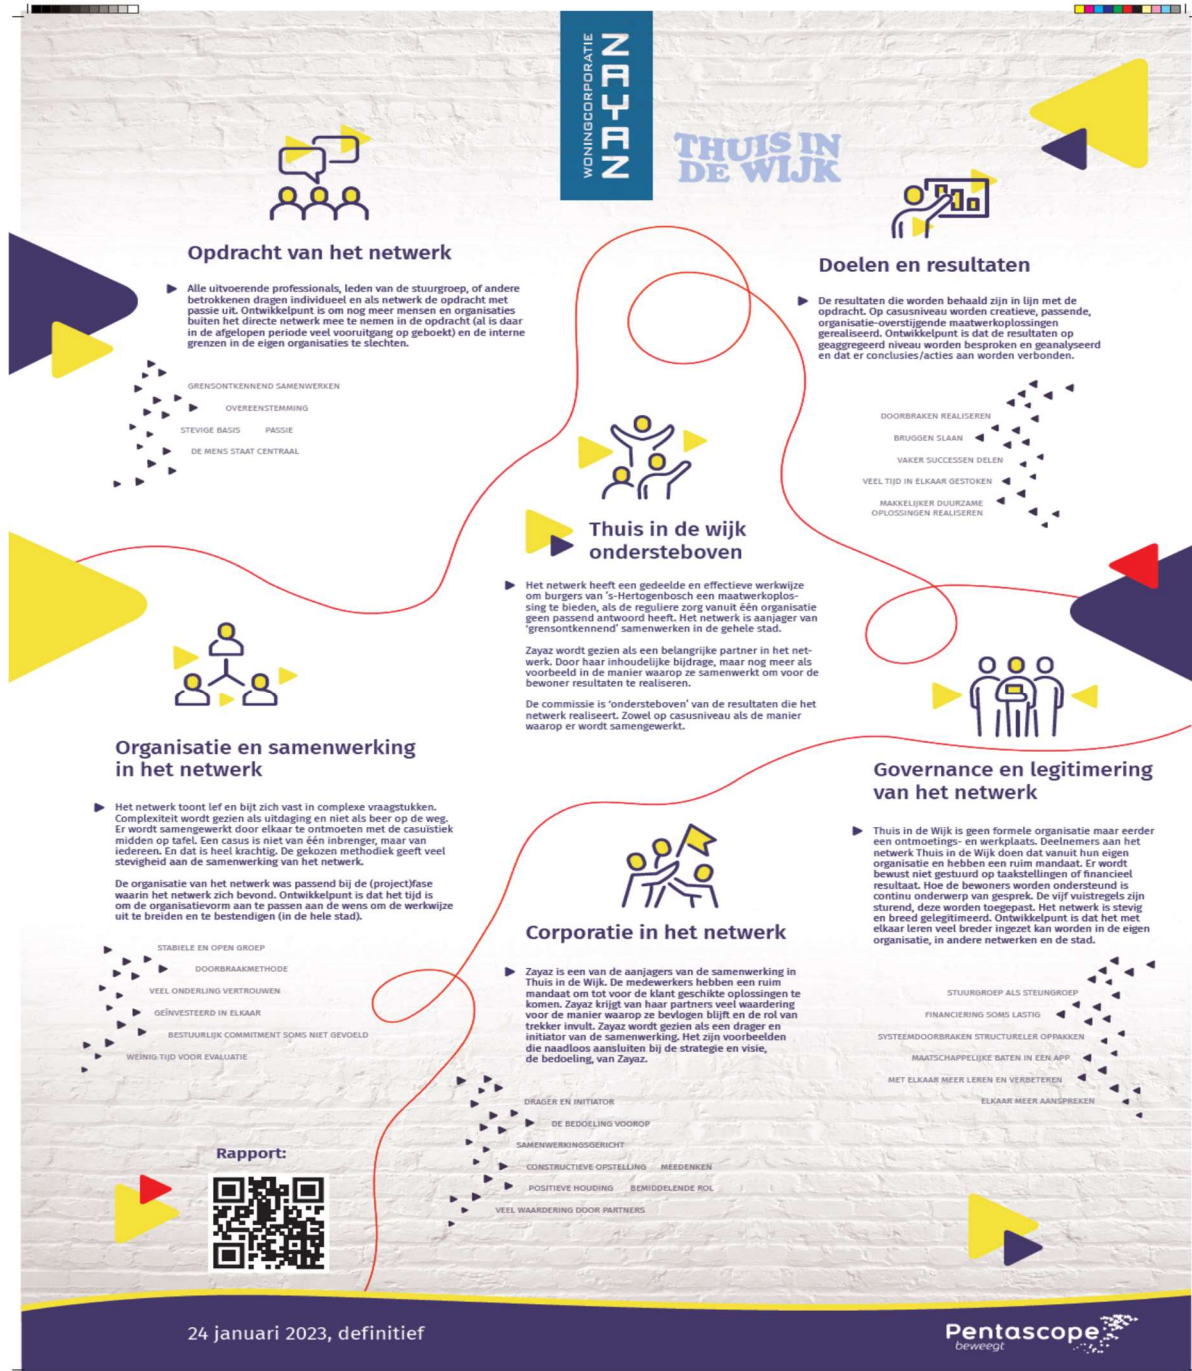 WONINGCORPORATIE
ZAYAZ
THUIS IN
DE WIJK
Opdracht van het netwerk
Alle uitvoerende professionals, leden van de stuurgroep, of andere
betrokkenen dragen individueel en als netwerk de opdracht met
passie uit. Ontwikkelpunt is om nog meer mensen en organisaties
buiten het directe netwerk mee te nemen in de opdracht (al is daar
in de afgelopen periode veel vooruitgang op geboekt) en de interne
grenzen in de eigen organisaties te slechten.
GRENSONTKENNEND SAMENWERKEN
OVEREENSTEMMING
STEVIGE BASIS PASSIE
DE MENS STAAT CENTRAAL
Doelen en resultaten
De resultaten die worden behaald zijn in lijn met de
opdracht. Op casusniveau worden creatieve, passende,
organisatie-overstijgende maatwerkoplossingen
gerealiseerd. Ontwikkelpunt is dat de resultaten op
geaggregeerd niveau worden besproken en geanalyseerd
en dat er conclusies/acties aan worden verbonden.
DOORBRAKEN REALISEREN
BRUGGEN SLAAN
VAKER SUCCESSEN DELEN
VEEL TIJD IN ELKAAR GESTOKEN
MAKKELIJKER DUURZAME
OPLOSSINGEN REALISEREN
Thuis in de wijk
ondersteboven
Het netwerk heeft een gedeelde en effectieve werkwijze
om burgers van 's-Hertogenbosch een maatwerkoplos-
sing te bieden, als de reguliere zorg vanuit één organisatie
geen passend antwoord heeft. Het netwerk is aanjager van
'grensontkennend' samenwerken in de gehele stad.
Zayaz wordt gezien als een belangrijke partner in het net-
werk. Door haar inhoudelijke bijdrage, maar nog meer als
voorbeeld in de manier waarop ze samenwerkt om voor de
bewoner resultaten te realiseren.
De commissie is 'ondersteboven' van de resultaten die het
netwerk realiseert. Zowel op casusniveau als de manier
waarop er wordt samengewerkt.
Organisatie en samenwerking
in het netwerk
Het netwerk toont lef en bijt zich vast in complexe vraagstukken.
Complexiteit wordt gezien als uitdaging en niet als beer op de weg.
Er wordt samengewerkt door elkaar te ontmoeten met de casuïstiek
midden op tafel. Een casus is niet van één inbrenger, maar van
iedereen. En dat is heel krachtig. De gekozen methodiek geeft veel
stevigheid aan de samenwerking van het netwerk.
De organisatie van het netwerk was passend bij de (project)fase
waarin het netwerk zich bevond. Ontwikkelpunt is dat het tijd is
om de organisatievorm aan te passen aan de wens om de werkwijze
uit te breiden en te bestendigen (in de hele stad).
STABIELE EN OPEN GROEP
DOORBRAAKMETHODE
VEEL ONDERLING VERTROUWEN
GEÏNVESTEERD IN ELKAAR
BESTUURLIJK COMMITMENT SOMS NIET GEVOELD
WEINIG TIJD VOOR EVALUATIE
Governance en legitimering
van het netwerk
Thuis in de Wijk is geen formele organisatie maar eerder
een ontmoetings- en werkplaats. Deelnemers aan het
netwerk Thuis in de Wijk doen dat vanuit hun eigen
organisatie en hebben een ruim mandaat. Er wordt
bewust niet gestuurd op taakstellingen of financieel
resultaat. Hoe de bewoners worden ondersteund is
continu onderwerp van gesprek. De vijf vuistregels zijn
sturend, deze worden toegepast. Het netwerk is stevig
en breed gelegitimeerd. Ontwikkelpunt is dat het met
elkaar leren veel breder ingezet kan worden in de eigen
organisatie, in andere netwerken en de stad.
STUURGROEP ALS STEUNGROEP
FINANCIERING SOMS LASTIG
SYSTEEMDOORBRAKEN STRUCTURELER OPPAKKEN
MAATSCHAPPELIJKE BATEN IN EEN APP
MET ELKAAR MEER LEREN EN VERBETEREN
ELKAAR MEER AANSPREKEN
Corporatie in het netwerk
Zayaz is een van de aanjagers van de samenwerking in
Thuis in de Wijk. De medewerkers hebben een ruim
mandaat om tot voor de klant geschikte oplossingen te
komen. Zayaz krijgt van haar partners veel waardering
voor de manier waarop ze bevlogen blijft en de rol van
trekker invult. Zayaz wordt gezien als een drager en
initiator van de samenwerking. Het zijn voorbeelden
die naadloos aansluiten bij de strategie en visie,
de bedoeling, van Zayaz.
DRAGER EN INITIATOR
DE BEDOELING VOOROP
SAMENWERKINGSGERICHT
CONSTRUCTIEVE OPSTELLING MEEDENKEN
POSITIEVE HOUDING BEMIDDELENDE ROL
VEEL WAARDERING DOOR PARTNERS
Rapport:
24 januari 2023, definitief
Pentascope
beweegt